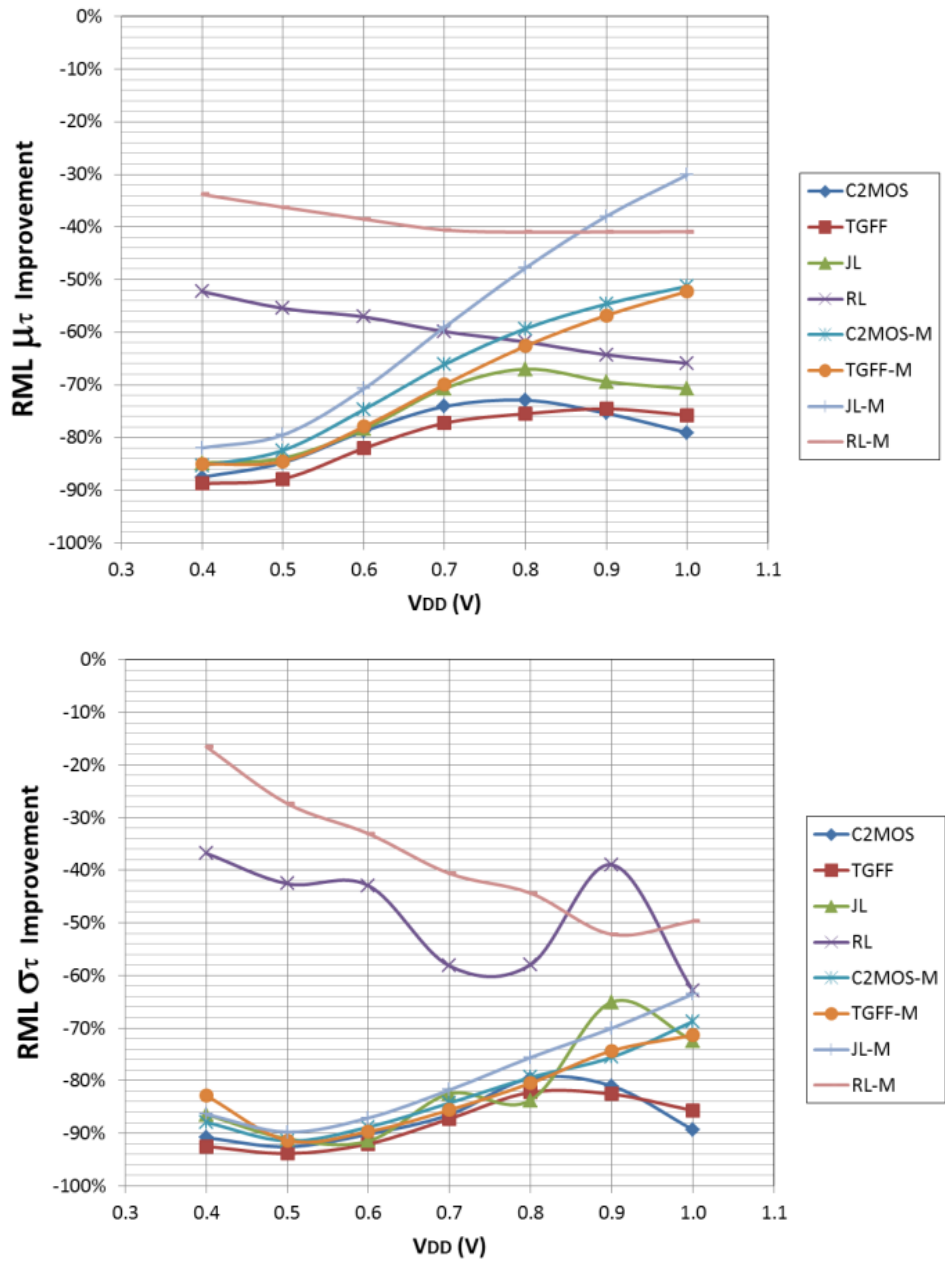 0%
-10%
-20%
-30%
-40%
-50%
-60%
-70%
-80%
-90%
-100%
RML μτ Improvement
0.3 0.4 0.5 0.6 0.7 0.8 0.9 1.0 1.1
VDD (V)
C2MOS
TGFF
JL
RL
C2MOS-M
TGFF-M
JL-M
RL-M
0%
-10%
-20%
-30%
-40%
-50%
-60%
-70%
-80%
-90%
-100%
RML στ Improvement
0.3 0.4 0.5 0.6 0.7 0.8 0.9 1.0 1.1
VDD (V)
C2MOS
TGFF
JL
RL
C2MOS-M
TGFF-M
JL-M
RL-M